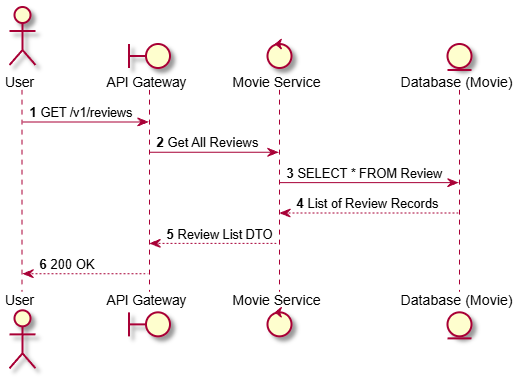 User
API Gateway
Movie Service
Database (Movie)
1 GET /v1/reviews
2 Get All Reviews
3 SELECT * FROM Review
4 List of Review Records
5 Review List DTO
6 200 OK
User
API Gateway
Movie Service
Database (Movie)